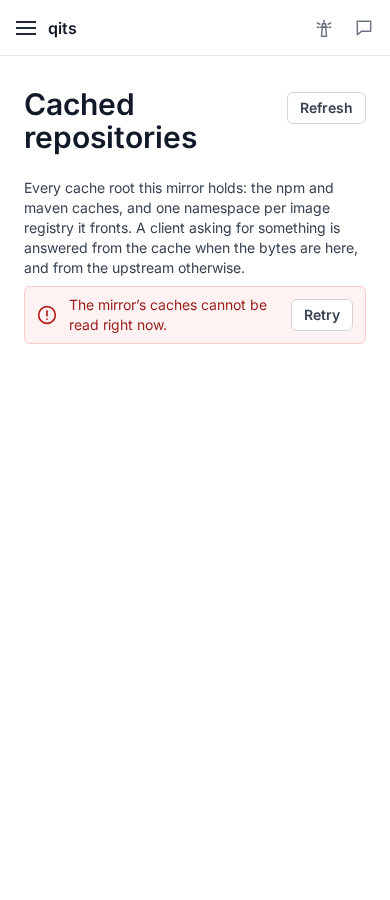 qits
Cached
repositories
Refresh
Every cache root this mirror holds: the npm and
maven caches, and one namespace per image
registry it fronts. A client asking for something is
answered from the cache when the bytes are here,
and from the upstream otherwise.
The mirror’s caches cannot be
read right now.
Retry